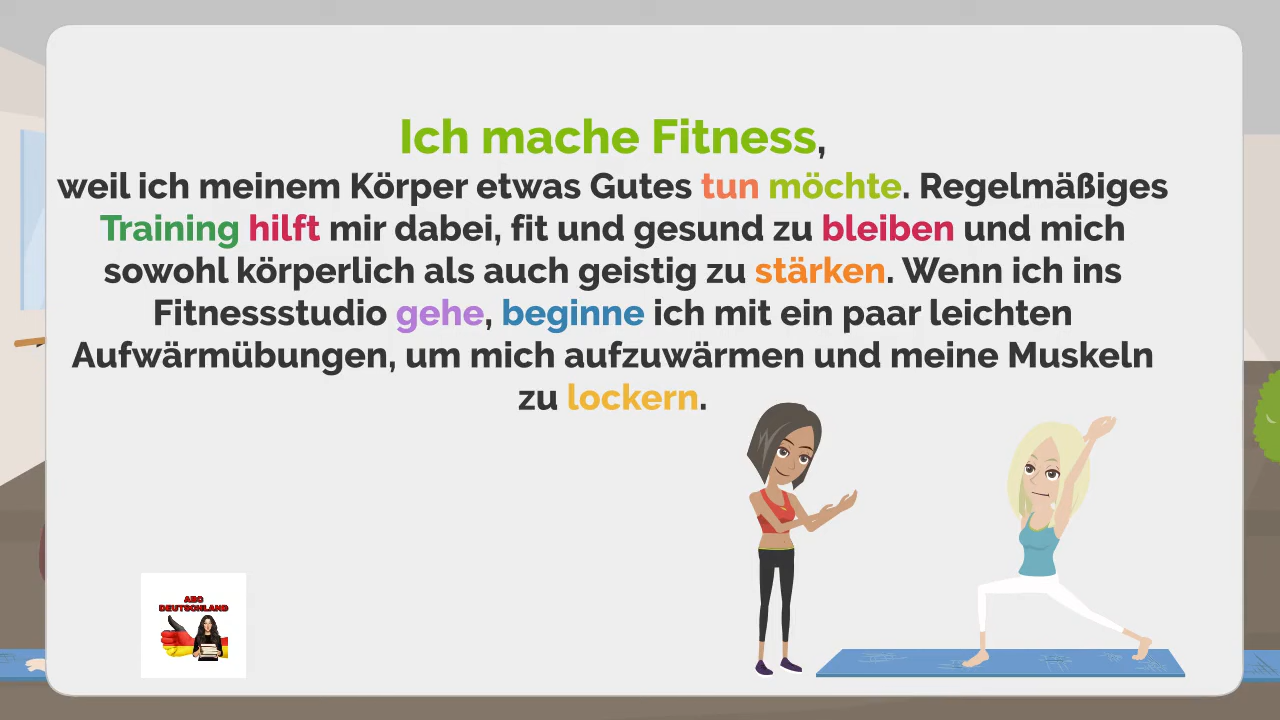 Ich mache Fitness,
weil ich meinem Körper etwas Gutes tun möchte. Regelmäßiges
Training hilft mir dabei, fit und gesund zu bleiben und mich
sowohl körperlich als auch geistig zu stärken. Wenn ich ins
Fitnessstudio gehe, beginne ich mit ein paar leichten
Aufwärmübungen, um mich aufzuwärmen und meine Muskeln
zu lockern.
ABC
DEUTSCHLAND